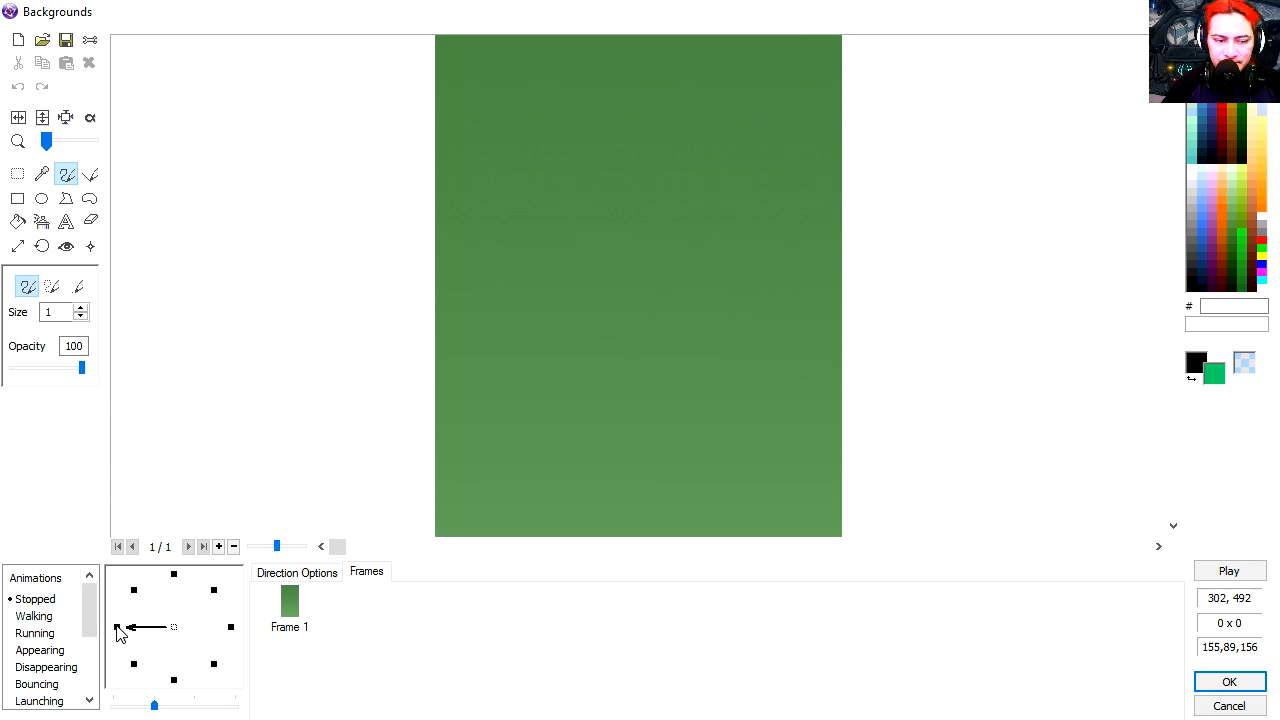 Backgrounds
Size 1
Opacity 100
#
1 / 1
Animations
Stopped
Walking
Running
Appearing
Disappearing
Bouncing
Launching
Direction Options
Frames
Frame 1
Play
302, 492
0 x 0
155,89,156
OK
Cancel